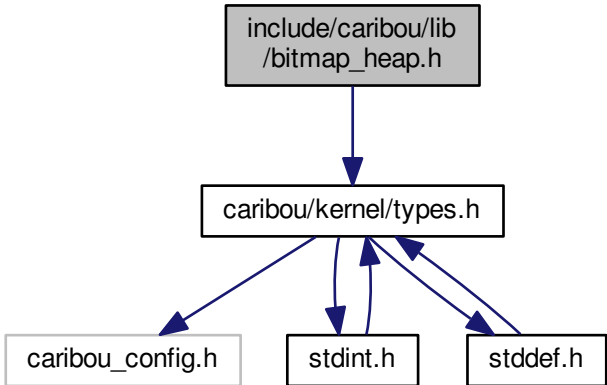 include/caribou/lib
/bitmap_heap.h
caribou/kernel/types.h
caribou_config.h
stdint.h
stddef.h